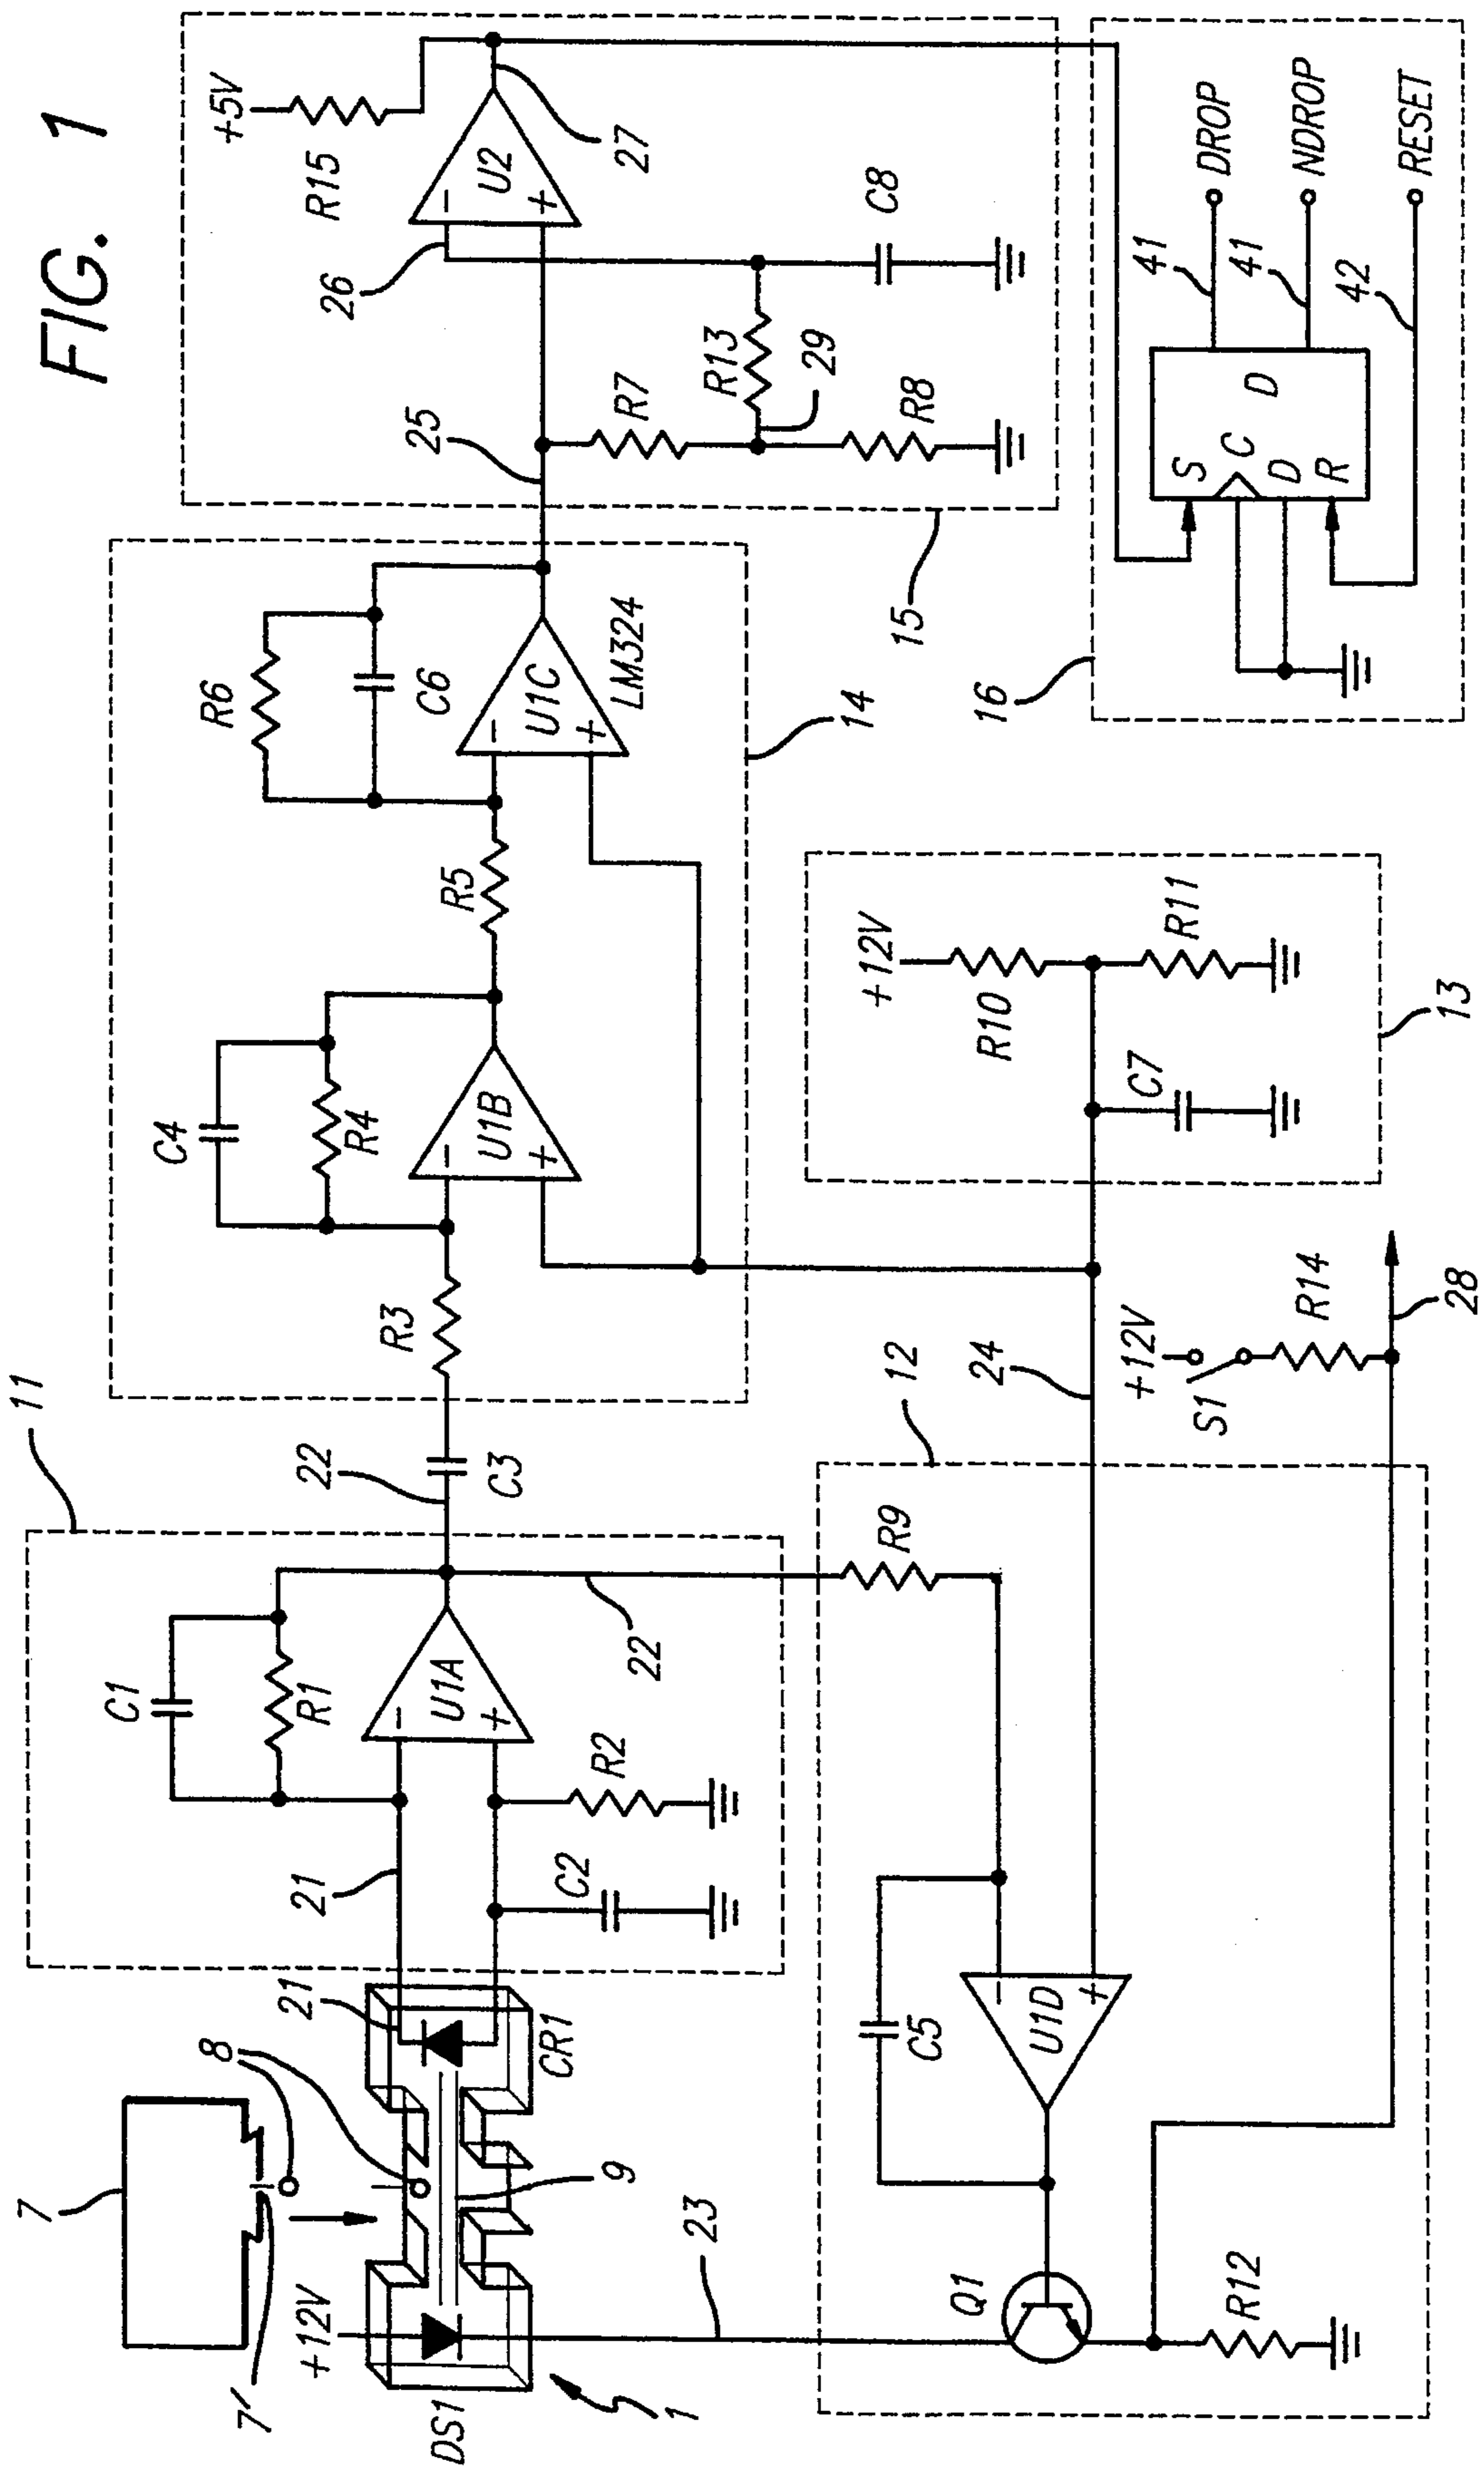 FIG. 1
11
7
7'
8
+12V
DS1
1
9
CR1
21
21
C1
R1
U1A
−
+
R2
C2
22
22
C3
R3
C4
R4
U1B
−
+
R5
R6
C6
U1C
−
+
LM324
14
25
R7
R13
29
R8
26
C8
U2
−
+
27
R15
+5V
15
23
12
Q1
R12
C5
U1D
−
+
R9
24
+12V
S1
R14
28
13
+12V
R10
R11
C7
16
S
C
D
R
D
41
DROP
41
NDROP
42
RESET